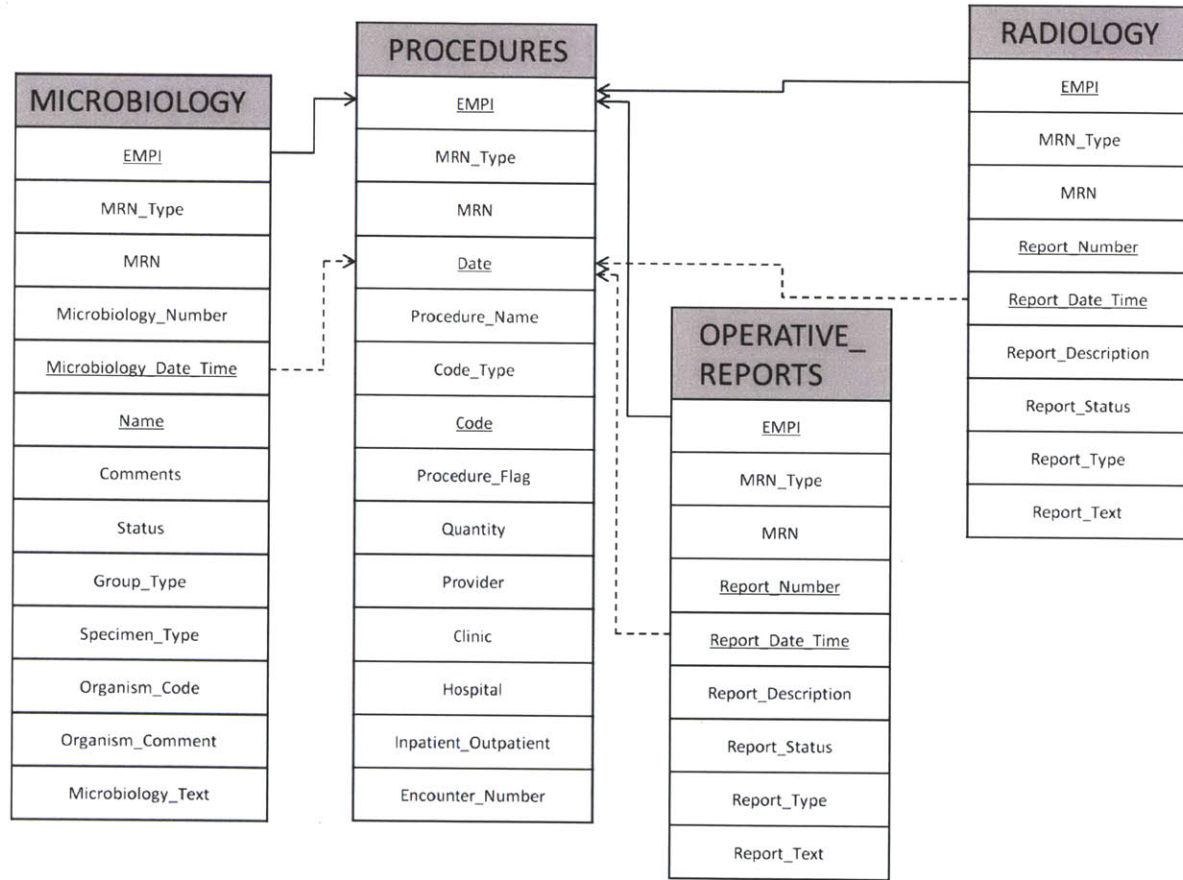 MICROBIOLOGY
EMPI
MRN_Type
MRN
Microbiology_Number
Microbiology_Date_Time
Name
Comments
Status
Group_Type
Specimen_Type
Organism_Code
Organism_Comment
Microbiology_Text
PROCEDURES
EMPI
MRN_Type
MRN
Date
Procedure_Name
Code_Type
Code
Procedure_Flag
Quantity
Provider
Clinic
Hospital
Inpatient_Outpatient
Encounter_Number
OPERATIVE_
REPORTS
EMPI
MRN_Type
MRN
Report_Number
Report_Date_Time
Report_Description
Report_Status
Report_Type
Report_Text
RADIOLOGY
EMPI
MRN_Type
MRN
Report_Number
Report_Date_Time
Report_Description
Report_Status
Report_Type
Report_Text